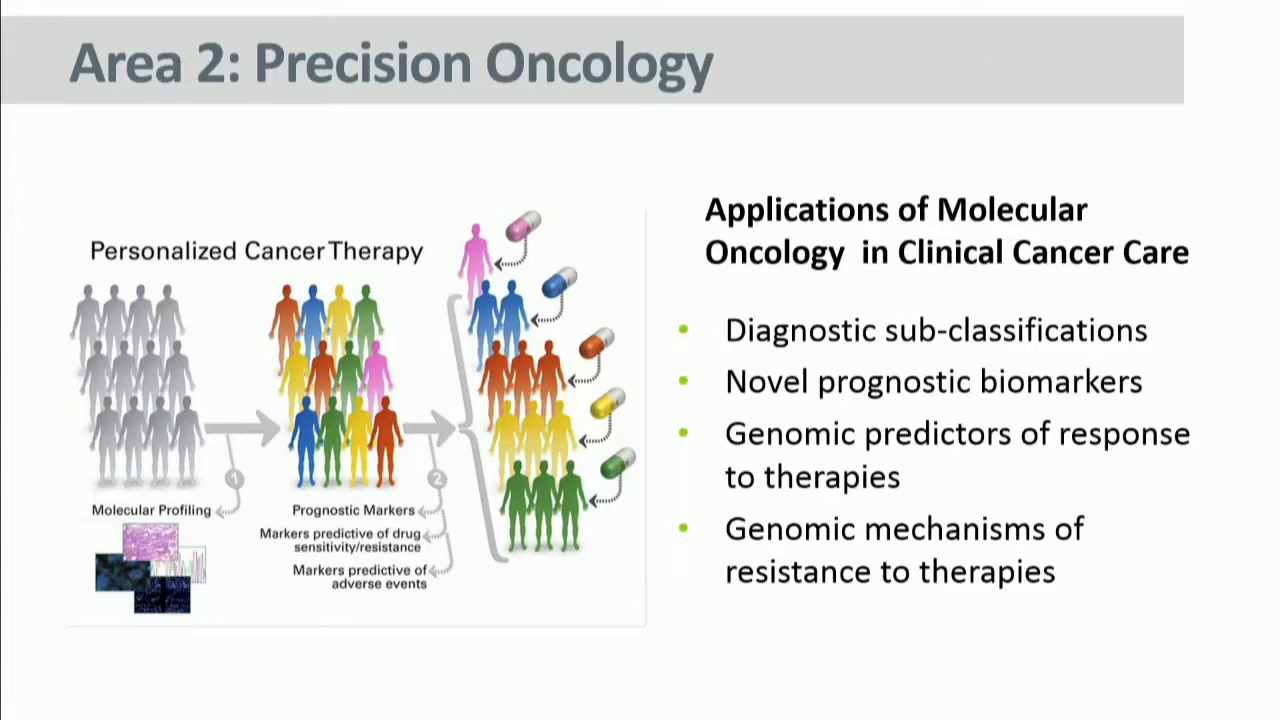 Area 2: Precision Oncology
Personalized Cancer Therapy
1
2
Molecular Profiling
Prognostic Markers
Markers predictive of drug
sensitivity/resistance
Markers predictive of
adverse events
Applications of Molecular
Oncology in Clinical Cancer Care
• Diagnostic sub-classifications
• Novel prognostic biomarkers
• Genomic predictors of response
to therapies
• Genomic mechanisms of
resistance to therapies